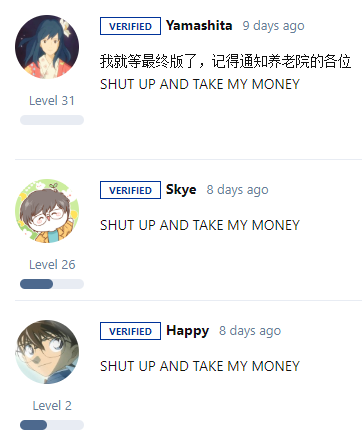 VERIFIED Yamashita 9 days ago
我就等最终版了，记得通知养老院的各位
SHUT UP AND TAKE MY MONEY
Level 31
VERIFIED Skye 8 days ago
SHUT UP AND TAKE MY MONEY
Level 26
VERIFIED Happy 8 days ago
SHUT UP AND TAKE MY MONEY
Level 2